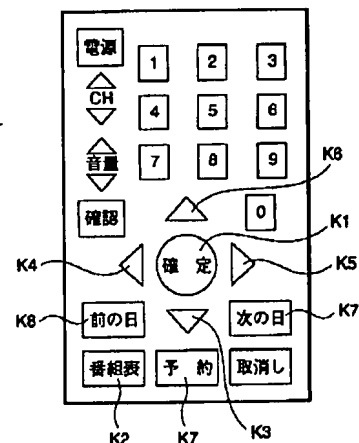 電源 1 2 3
CH 4 5 6
音量 7 8 9
K6
確認 0
K1
K4 確定 K5
K8 前の日 次の日 K7
番組表 予約 取消し
K2 K7 K3